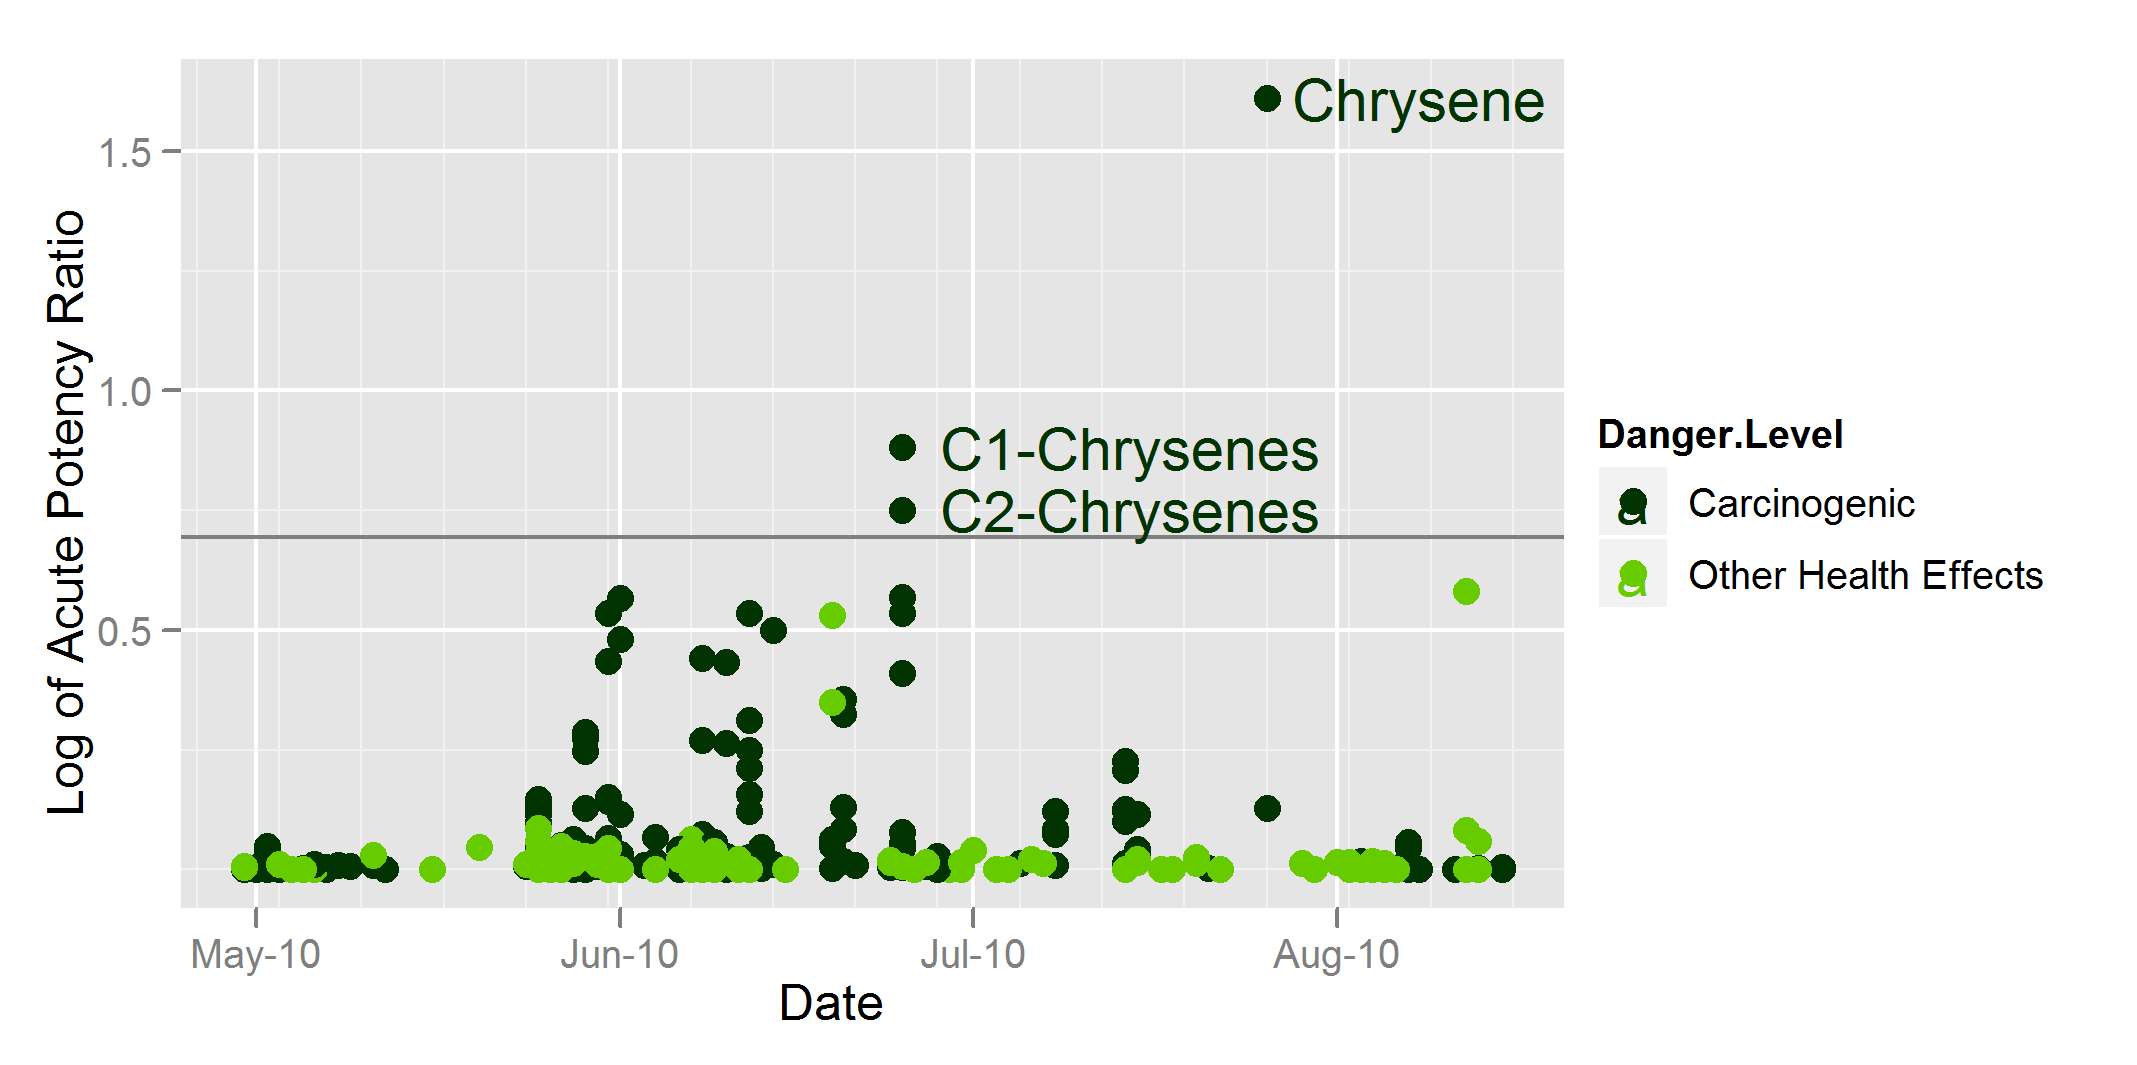 Chrysene
1.5
1.0
C1-Chrysenes
C2-Chrysenes
0.5
Log of Acute Potency Ratio
May-10
Jun-10
Jul-10
Aug-10
Date
Danger.Level
a Carcinogenic
a Other Health Effects